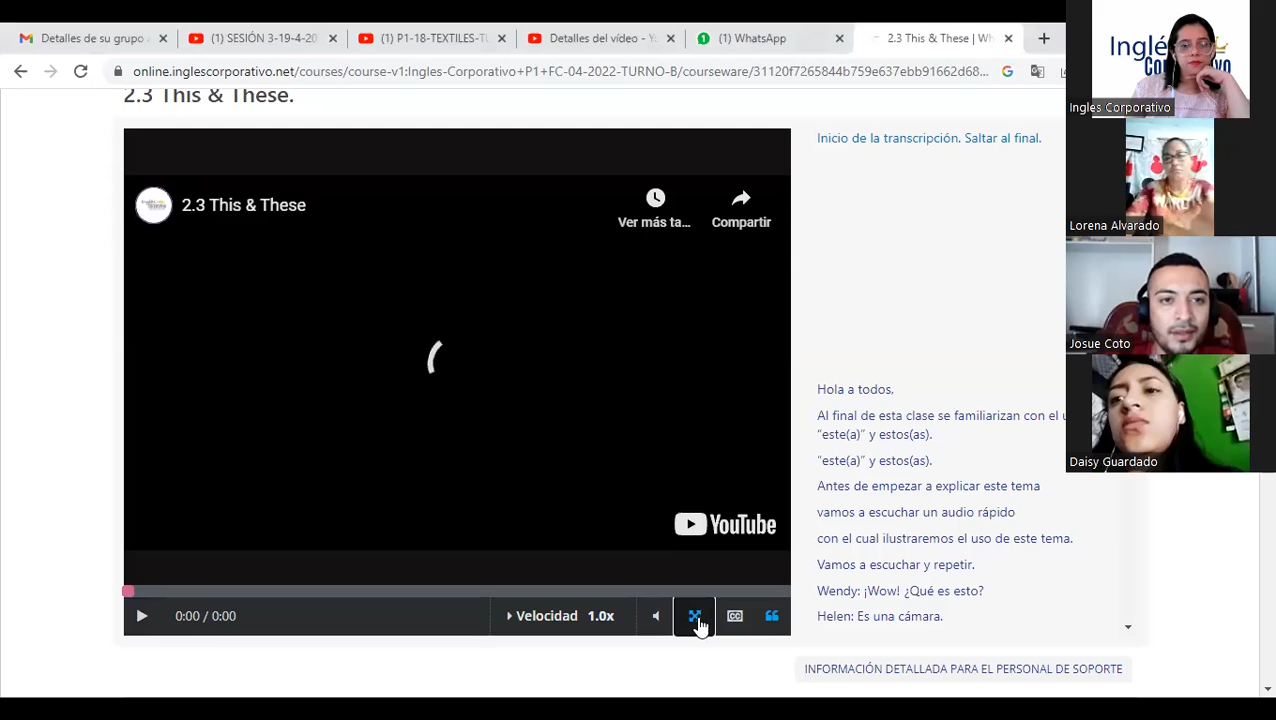 Detalles de su grupo
(1) SESIÓN 3-19-4-20
(1) P1-18-TEXTILES-T
Detalles del vídeo - Yo
(1) WhatsApp
2.3 This & These | Wh
online.inglescorporativo.net/courses/course-v1:Ingles-Corporativo+P1+FC-04-2022-TURNO-B/courseware/31120f7265844b759e637ebb91662d68...
2.3 This & These.
2.3 This & These
Ver más ta...
Compartir
YouTube
0:00 / 0:00
Velocidad 1.0x
CC
Inicio de la transcripción. Saltar al final.
Hola a todos,
Al final de esta clase se familiarizan con el u
“este(a)” y estos(as).
“este(a)” y estos(as).
Antes de empezar a explicar este tema
vamos a escuchar un audio rápido
con el cual ilustraremos el uso de este tema.
Vamos a escuchar y repetir.
Wendy: ¡Wow! ¿Qué es esto?
Helen: Es una cámara.
INFORMACIÓN DETALLADA PARA EL PERSONAL DE SOPORTE
Ingles Corporativo
Lorena Alvarado
Josue Coto
Daisy Guardado